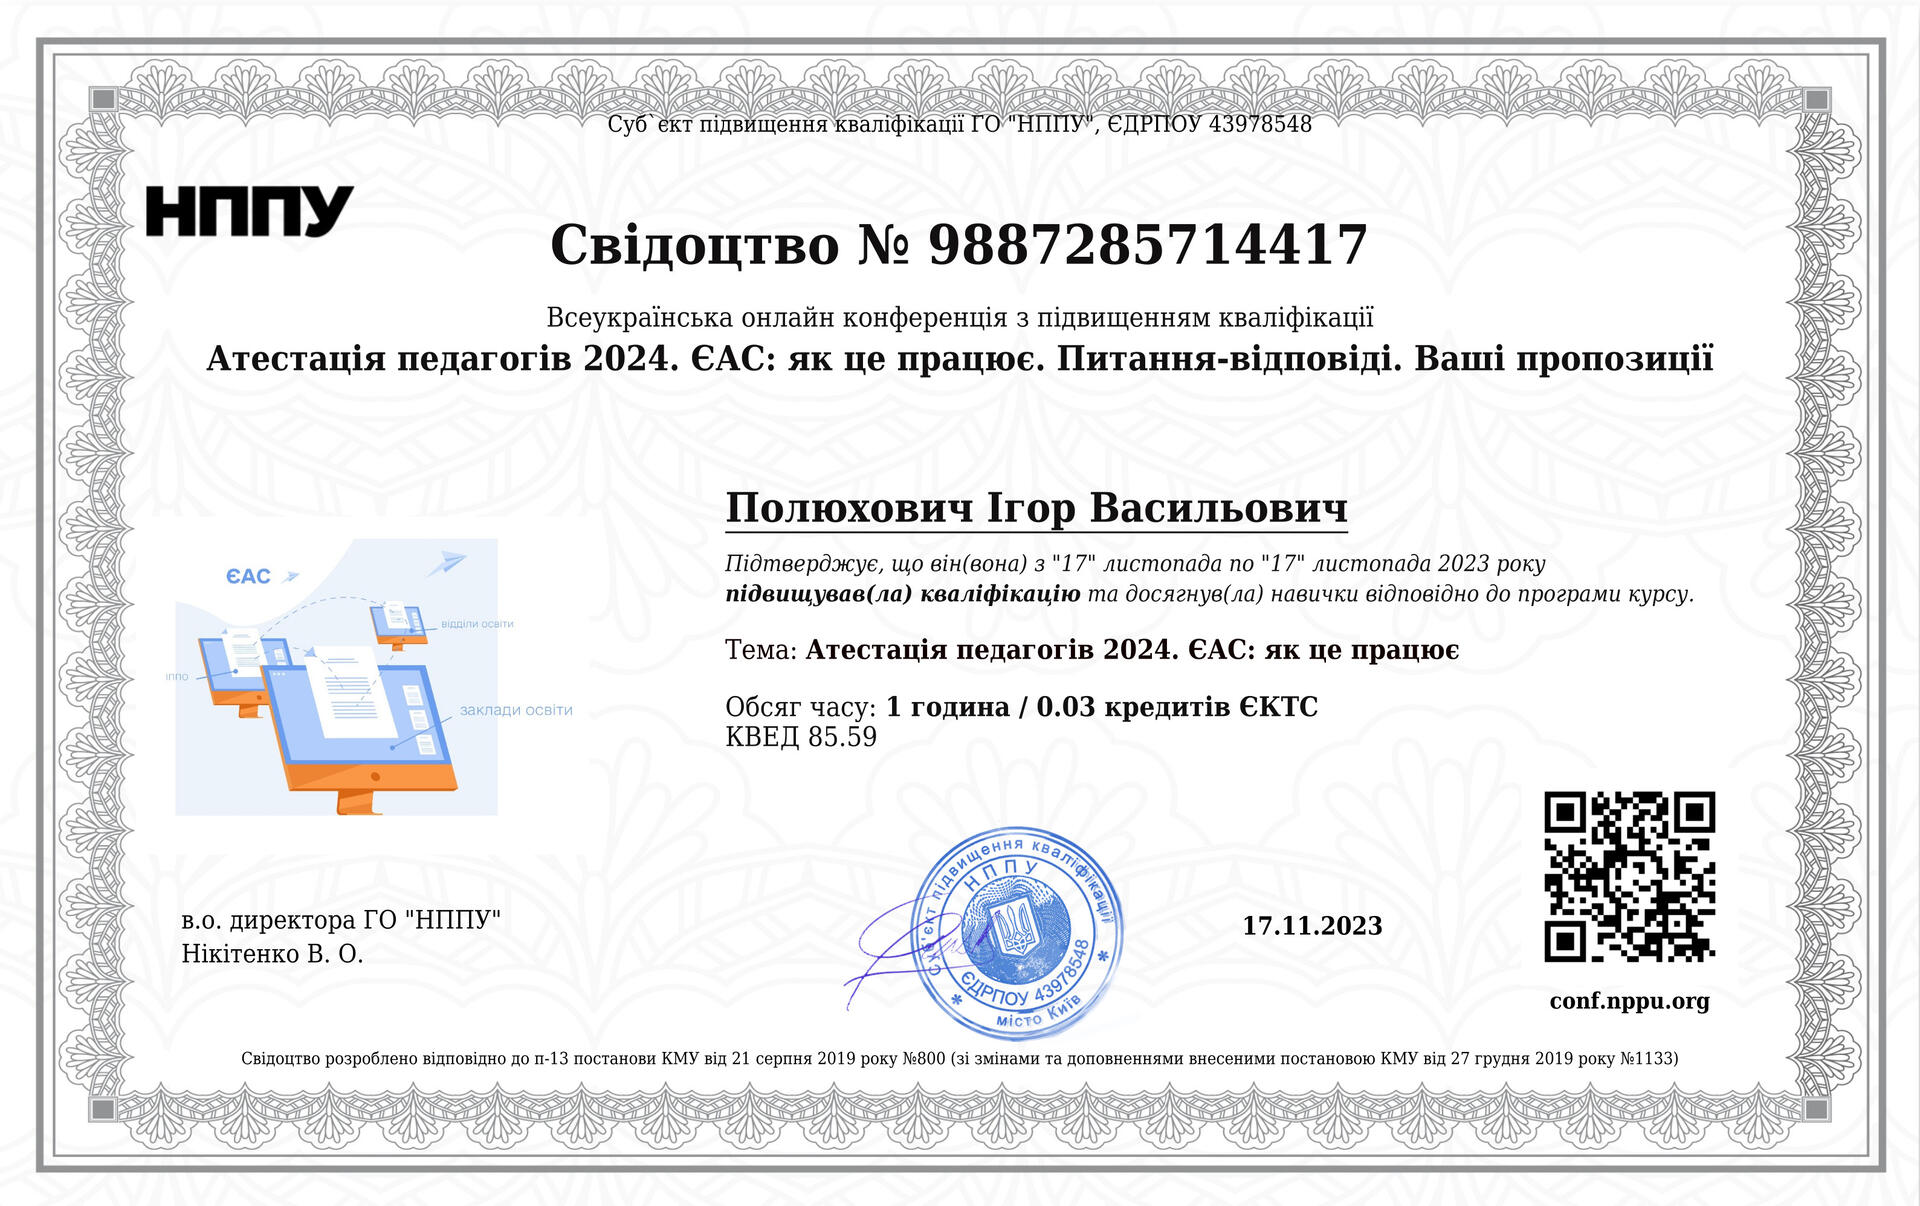 Суб`єкт підвищення кваліфікації ГО "НППУ", ЄДРПОУ 43978548
НППУ
Свідоцтво № 9887285714417
Всеукраїнська онлайн конференція з підвищенням кваліфікації
Атестація педагогів 2024. ЄАС: як це працює. Питання-відповіді. Ваші пропозиції
Полюхович Ігор Васильович
Підтверджує, що він(вона) з "17" листопада по "17" листопада 2023 року
підвищував(ла) кваліфікацію та досягнув(ла) навички відповідно до програми курсу.
Тема: Атестація педагогів 2024. ЄАС: як це працює
Обсяг часу: 1 година / 0.03 кредитів ЄКТС
КВЕД 85.59
ЄАС
відділи освіти
ІППО
заклади освіти
в.о. директора ГО "НППУ"
Нікітенко В. О.
Суб'єкт підвищення кваліфікації
НППУ
ЄДРПОУ 43978548
місто Київ
17.11.2023
conf.nppu.org
Свідоцтво розроблено відповідно до п-13 постанови КМУ від 21 серпня 2019 року №800 (зі змінами та доповненнями внесеними постановою КМУ від 27 грудня 2019 року №1133)